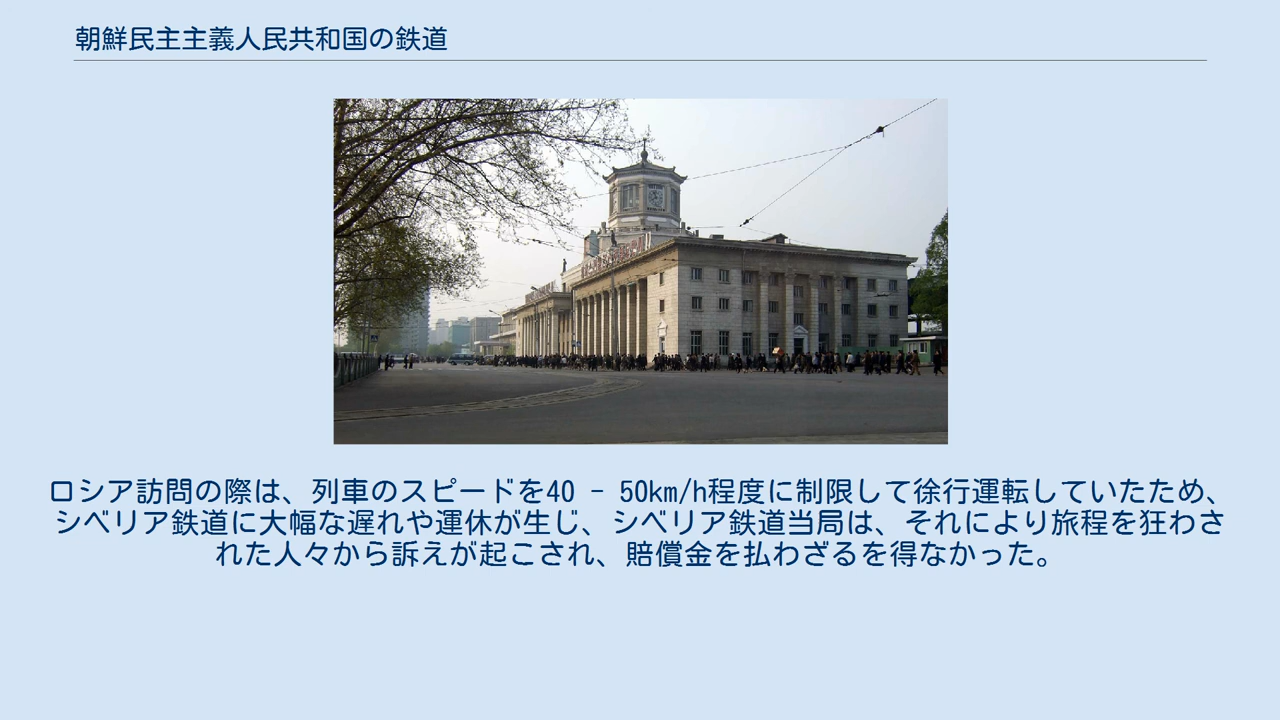 朝鮮民主主義人民共和国の鉄道
ロシア訪問の際は、列車のスピードを40 - 50km/h程度に制限して徐行運転していたため、
シベリア鉄道に大幅な遅れや運休が生じ、シベリア鉄道当局は、それにより旅程を狂わさ
れた人々から訴えが起こされ、賠償金を払わざるを得なかった。